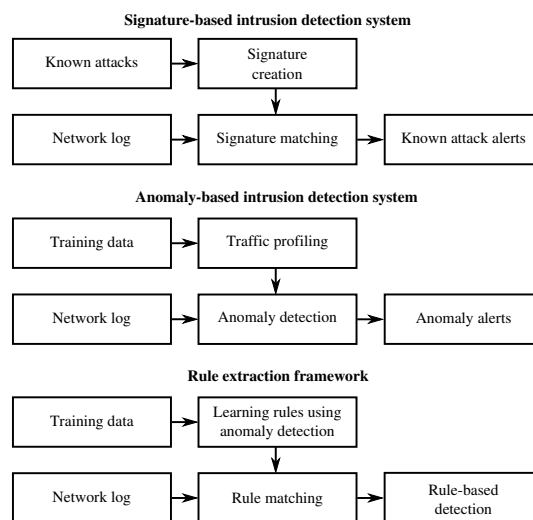 Signature-based intrusion detection system
Known attacks
Signature
creation
Network log
Signature matching
Known attack alerts
Anomaly-based intrusion detection system
Training data
Traffic profiling
Network log
Anomaly detection
Anomaly alerts
Rule extraction framework
Training data
Learning rules using
anomaly detection
Network log
Rule matching
Rule-based
detection